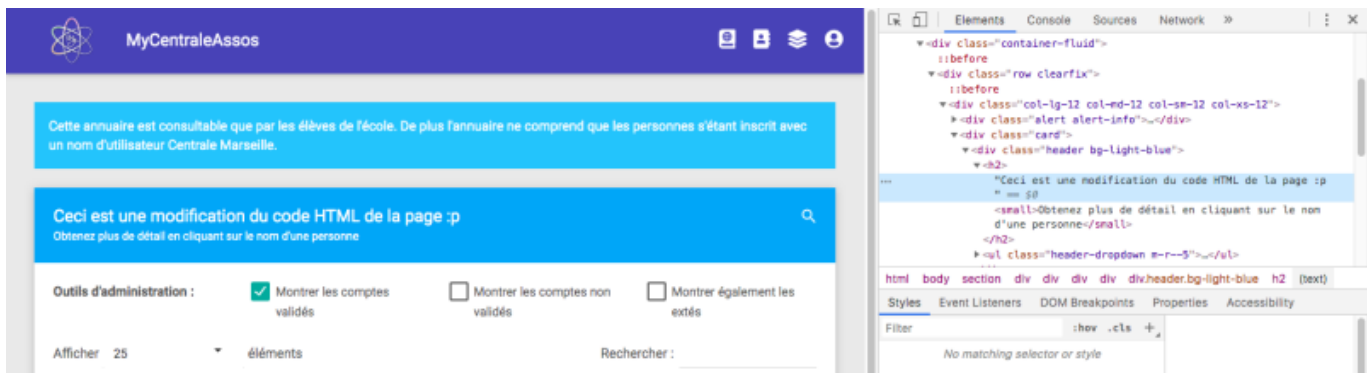 MyCentraleAssos
Cette annuaire est consultable que par les élèves de l'école. De plus l'annuaire ne comprend que les personnes s'étant inscrit avec
un nom d'utilisateur Centrale Marseille.
Ceci est une modification du code HTML de la page :p
Obtenez plus de détail en cliquant sur le nom d'une personne
Outils d'administration :
Montrer les comptes
validés
Montrer les comptes non
validés
Montrer également les
extés
Afficher 25 éléments
Rechercher :
Elements Console Sources Network »
▼<div class="container-fluid">
::before
▼<div class="row clearfix">
::before
▼<div class="col-lg-12 col-md-12 col-sm-12 col-xs-12">
▶<div class="alert alert-info">…</div>
▼<div class="card">
▼<div class="header bg-light-blue">
▼<h2>
"Ceci est une modification du code HTML de la page :p
" == $0
<small>Obtenez plus de détail en cliquant sur le nom
d'une personne</small>
</h2>
▶<ul class="header-dropdown m-r--5">…</ul>
html body section div div div div div.header.bg-light-blue h2 (text)
Styles Event Listeners DOM Breakpoints Properties Accessibility
Filter :hov .cls +
No matching selector or style